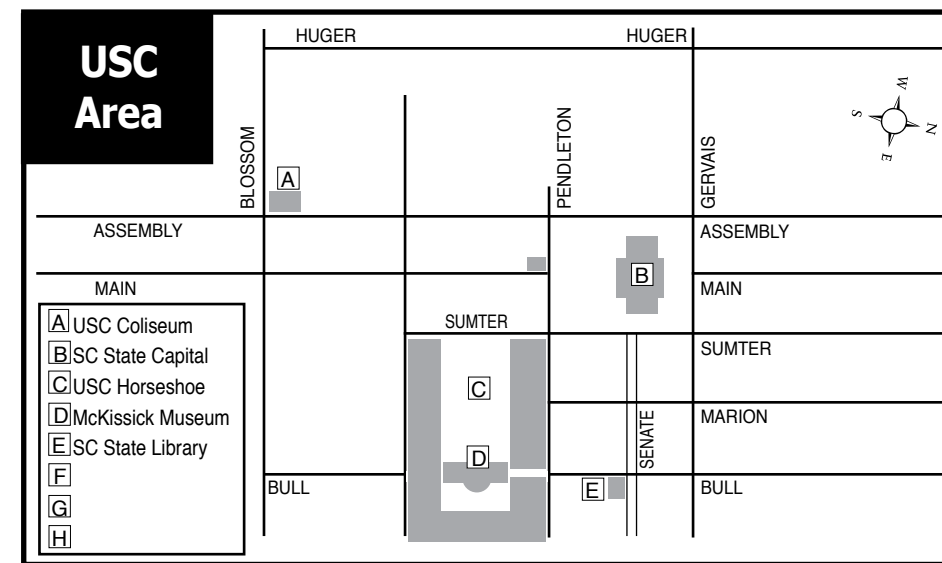 USC
Area
HUGER
HUGER
BLOSSOM
PENDLETON
GERVAIS
W
S
N
E
A
ASSEMBLY
ASSEMBLY
B
MAIN
MAIN
SUMTER
SUMTER
C
MARION
SENATE
D
BULL
E
BULL
A USC Coliseum
B SC State Capital
C USC Horseshoe
D McKissick Museum
E SC State Library
F
G
H